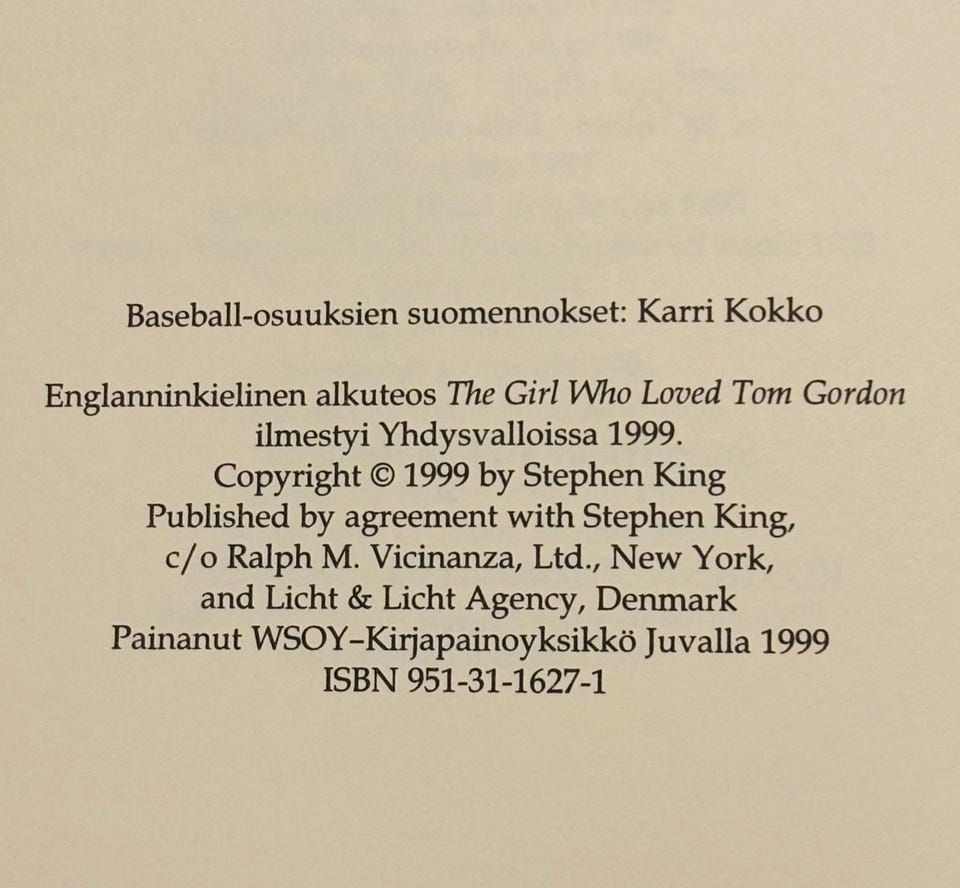 Baseball-osuuksien suomennokset: Karri Kokko
Englanninkielinen alkuteos The Girl Who Loved Tom Gordon
ilmestyi Yhdysvalloissa 1999.
Copyright © 1999 by Stephen King
Published by agreement with Stephen King,
c/o Ralph M. Vicinanza, Ltd., New York,
and Licht & Licht Agency, Denmark
Painanut WSOY–Kirjapainoyksikkö Juvalla 1999
ISBN 951-31-1627-1